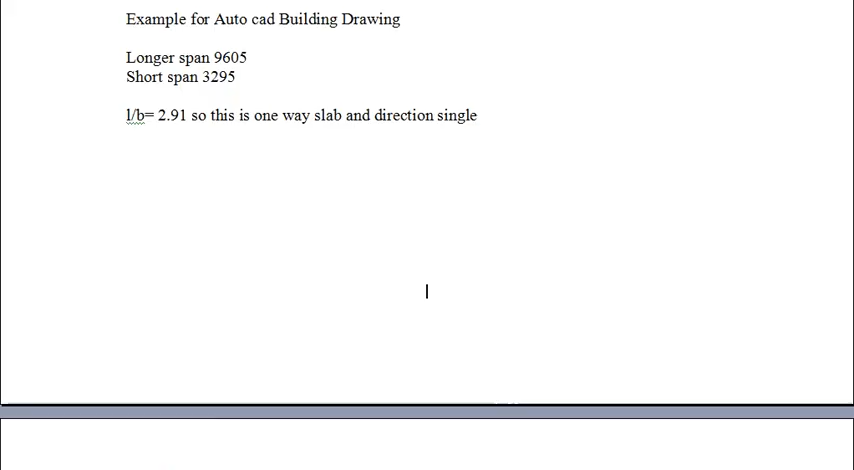 Example for Auto cad Building Drawing
Longer span 9605
Short span 3295
l/b= 2.91 so this is one way slab and direction single